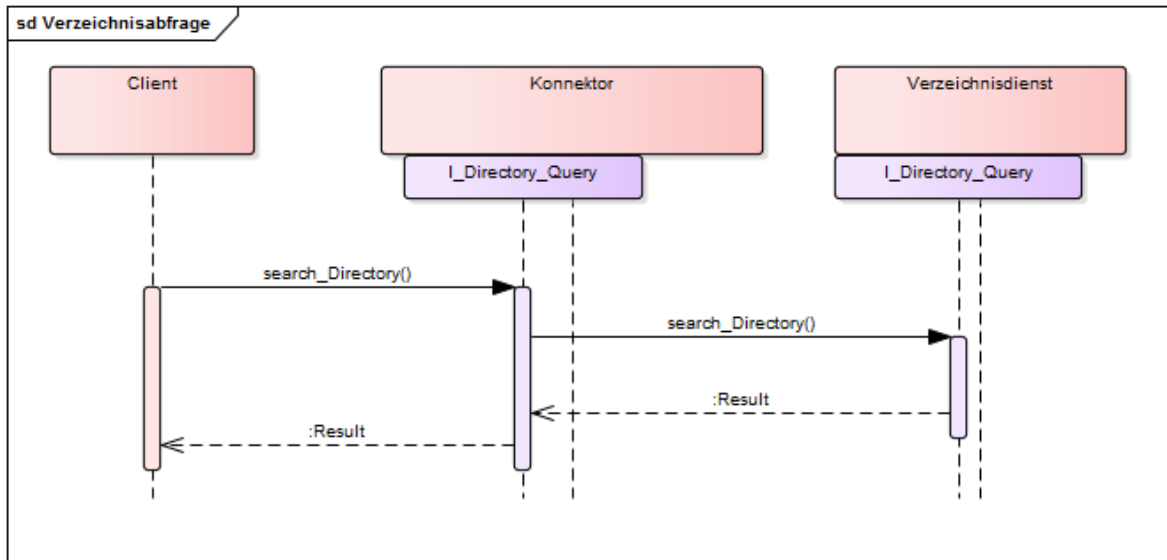 sd Verzeichnisabfrage
Client
Konnektor
Verzeichnisdienst
I_Directory_Query
I_Directory_Query
search_Directory()
search_Directory()
:Result
:Result